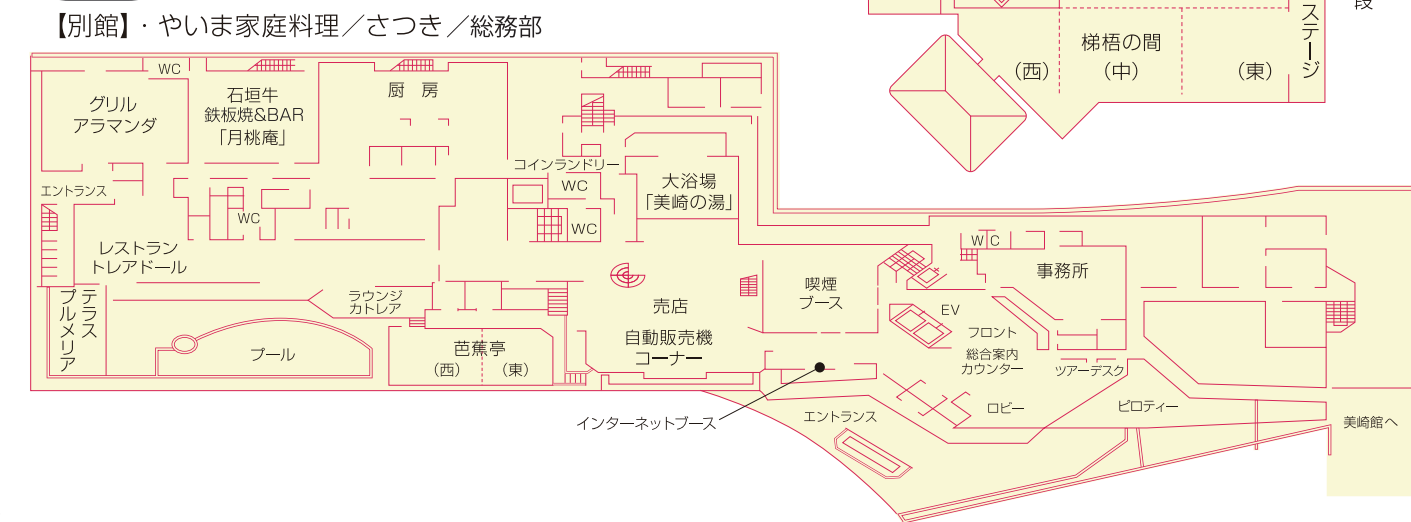 【別館】・やいま家庭料理／さつき／総務部
段
ステージ
梯梧の間
（西）
（中）
（東）
WC
グリル
アラマンダ
石垣牛
鉄板焼&BAR
「月桃庵」
厨 房
コインランドリー
WC
WC
大浴場
「美崎の湯」
エントランス
WC
レストラン
トレアドール
テラス
プルメリア
ラウンジ
カトレア
プール
芭蕉亭
（西）
（東）
売店
自動販売機
コーナー
喫煙
ブース
WC
事務所
EV
フロント
総合案内
カウンター
ツアーデスク
ロビー
ピロティー
エントランス
インターネットブース
美崎館へ